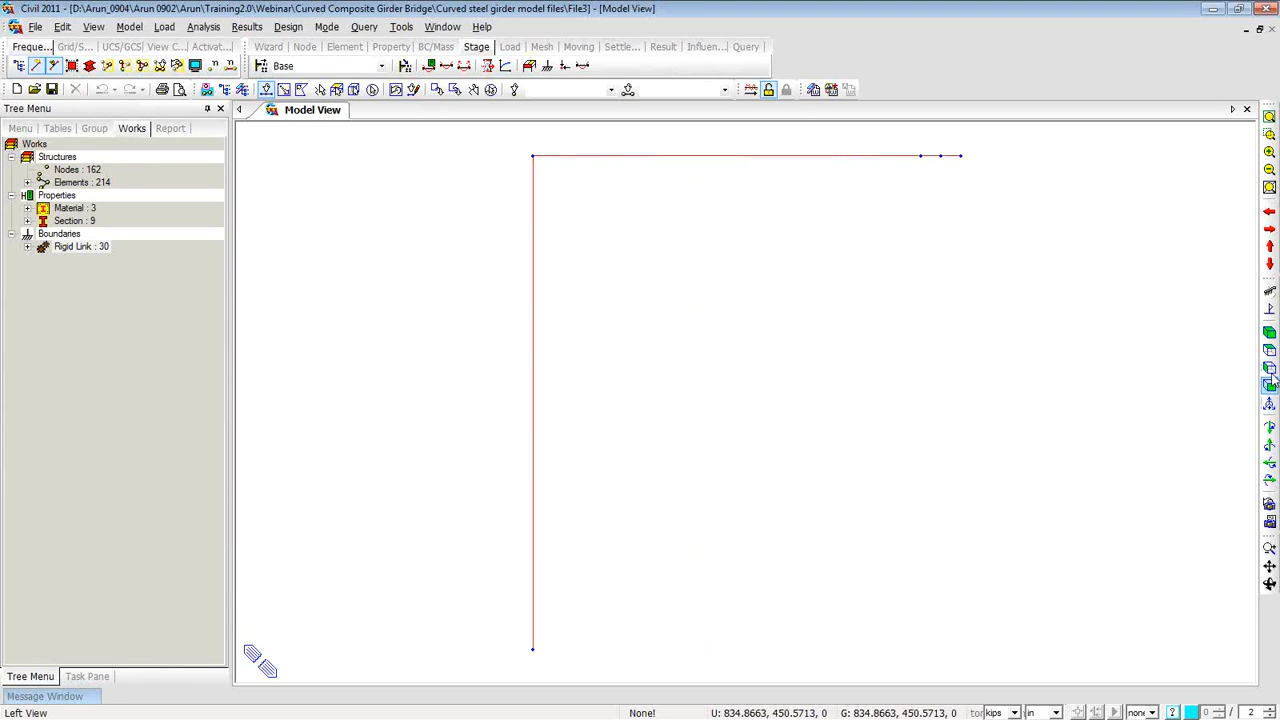 Civil 2011 - [D:\Arun_0904\Arun 0902\Arun\Training2.0\Webinar\Curved Composite Girder Bridge\Curved steel girder model files\File3] - [Model View]
File Edit View Model Load Analysis Results Design Mode Query Tools Window Help
Freque... Grid/S... UCS/GCS View C... Activat... Wizard Node Element Property BC/Mass Stage Load Mesh Moving Settle... Result Influen... Query
Base
Tree Menu
Model View
Menu Tables Group Works Report
Works
Structures
Nodes : 162
Elements : 214
Properties
Material : 3
Section : 9
Boundaries
Rigid Link : 30
Tree Menu Task Pane
Message Window
Left View None! U: 834.8663, 450.5713, 0 G: 834.8663, 450.5713, 0 kips in none 0 / 2